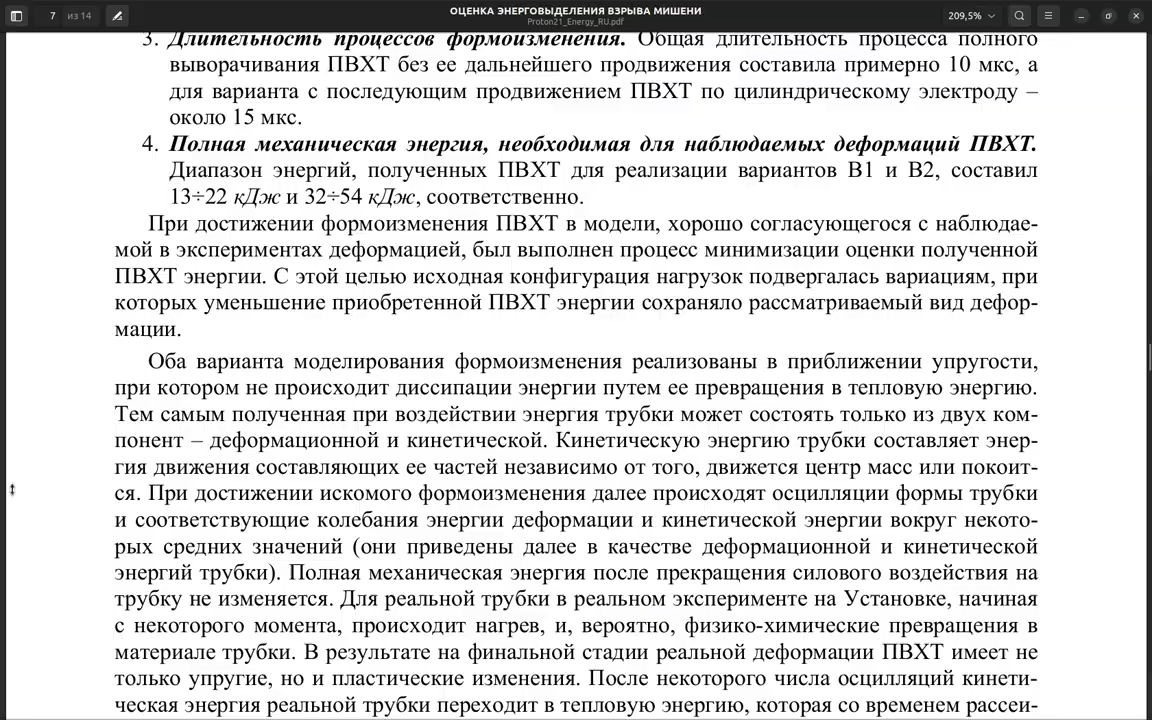 ОЦЕНКА ЭНЕРГОВЫДЕЛЕНИЯ ВЗРЫВА МИШЕНИ
Proton21_Energy_RU.pdf
7 из 14
209,5%
3. Длительность процессов формоизменения. Общая длительность процесса полного
выворачивания ПВХТ без ее дальнейшего продвижения составила примерно 10 мкс, а
для варианта с последующим продвижением ПВХТ по цилиндрическому электроду –
около 15 мкс.
4. Полная механическая энергия, необходимая для наблюдаемых деформаций ПВХТ.
Диапазон энергий, полученных ПВХТ для реализации вариантов В1 и В2, составил
13÷22 кДж и 32÷54 кДж, соответственно.
При достижении формоизменения ПВХТ в модели, хорошо согласующегося с наблюдае-
мой в экспериментах деформацией, был выполнен процесс минимизации оценки полученной
ПВХТ энергии. С этой целью исходная конфигурация нагрузок подвергалась вариациям, при
которых уменьшение приобретенной ПВХТ энергии сохраняло рассматриваемый вид дефор-
мации.
Оба варианта моделирования формоизменения реализованы в приближении упругости,
при котором не происходит диссипации энергии путем ее превращения в тепловую энергию.
Тем самым полученная при воздействии энергия трубки может состоять только из двух ком-
понент – деформационной и кинетической. Кинетическую энергию трубки составляет энер-
гия движения составляющих ее частей независимо от того, движется центр масс или покоит-
ся. При достижении искомого формоизменения далее происходят осцилляции формы трубки
и соответствующие колебания энергии деформации и кинетической энергии вокруг некото-
рых средних значений (они приведены далее в качестве деформационной и кинетической
энергий трубки). Полная механическая энергия после прекращения силового воздействия на
трубку не изменяется. Для реальной трубки в реальном эксперименте на Установке, начиная
с некоторого момента, происходит нагрев, и, вероятно, физико-химические превращения в
материале трубки. В результате на финальной стадии реальной деформации ПВХТ имеет не
только упругие, но и пластические изменения. После некоторого числа осцилляций кинети-
ческая энергия реальной трубки переходит в тепловую энергию, которая со временем рассеи-